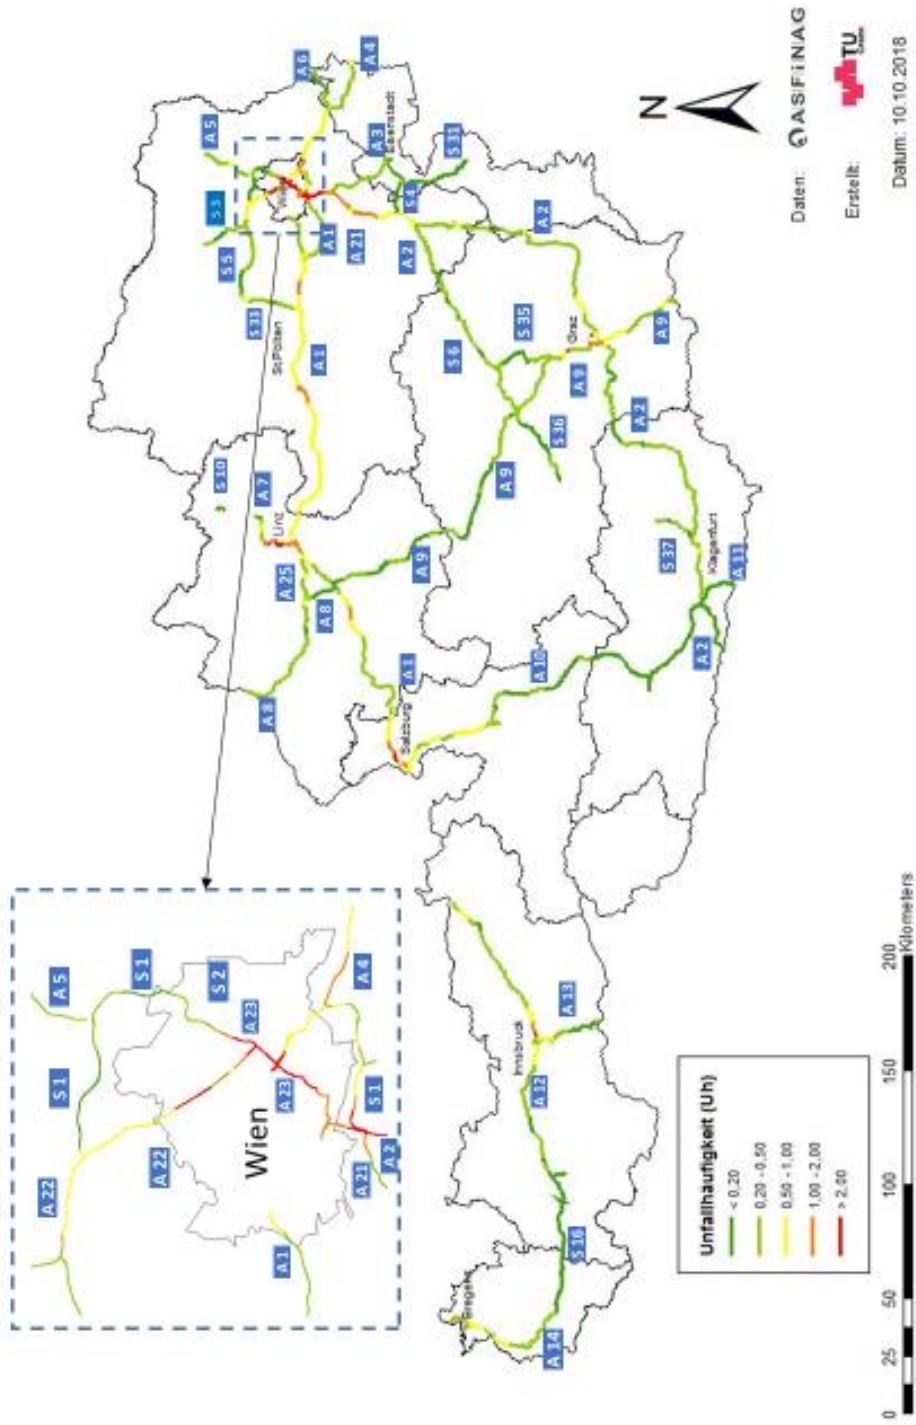 A 22
S 1
A 5
A 22
S 1
S 2
A 23
Wien
A 23
A 1
A 21
A 2
S 1
A 4
S 3
A 5
S 5
S 33
St.Pölten
A 1
A 21
A 6
A 4
A 3
Eisenstadt
S 4
S 31
S 10
A 7
Linz
A 1
A 25
A 8
A 8
A 9
A 1
Salzburg
A 2
S 6
S 35
A 2
Graz
A 9
A 9
A 9
S 36
A 2
A 10
S 37
Klagenfurt
A 11
A 2
Innsbruck
A 12
A 13
Bregenz
S 16
A 14
Unfallhäufigkeit (Uh)
< 0,20
0,20 - 0,50
0,50 - 1,00
1,00 - 2,00
> 2,00
0 25 50 100 150 200
Kilometers
N
Daten: ASFiNAG
Erstellt: TU
Datum: 10.10.2018